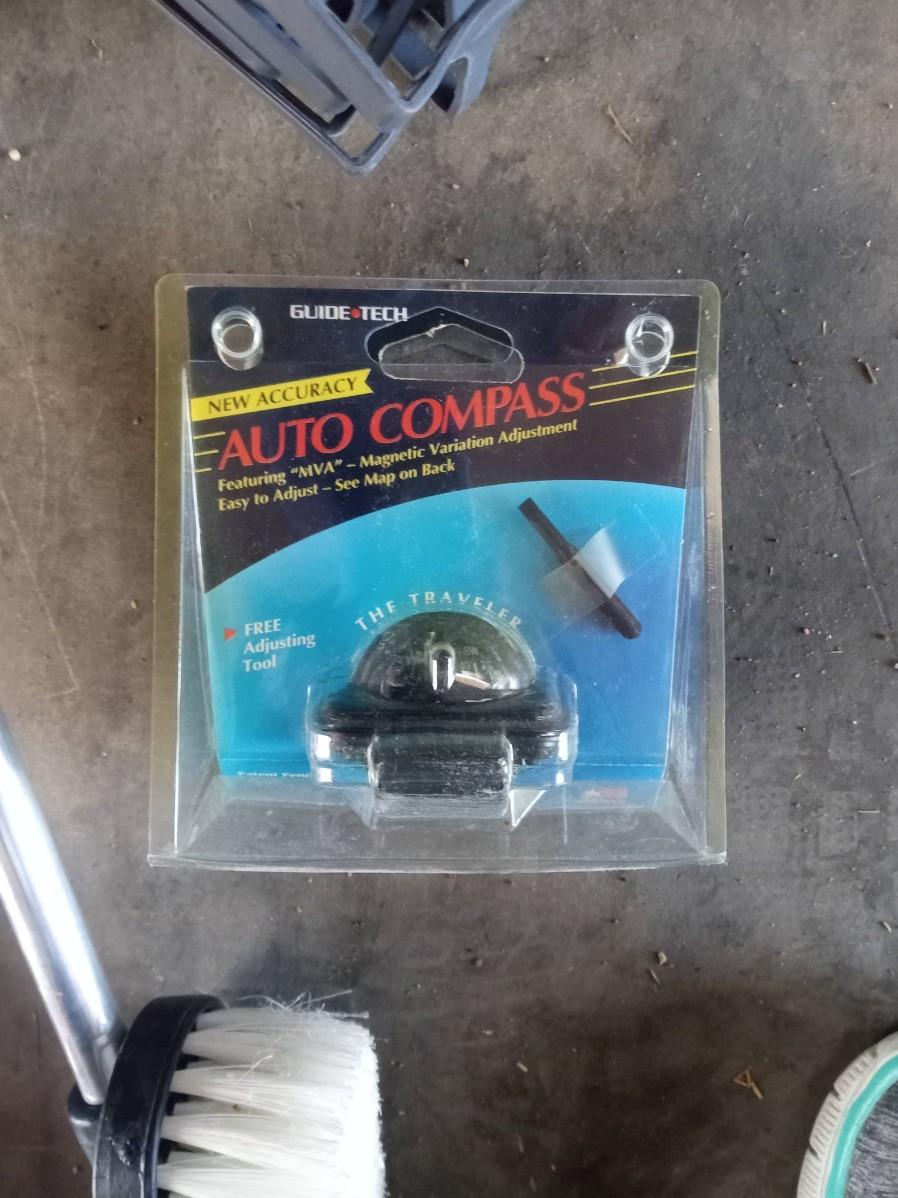 GUIDE•TECH
NEW ACCURACY
AUTO COMPASS
Featuring "MVA" – Magnetic Variation Adjustment
Easy to Adjust – See Map on Back
THE TRAVELER
FREE
Adjusting
Tool
Patent